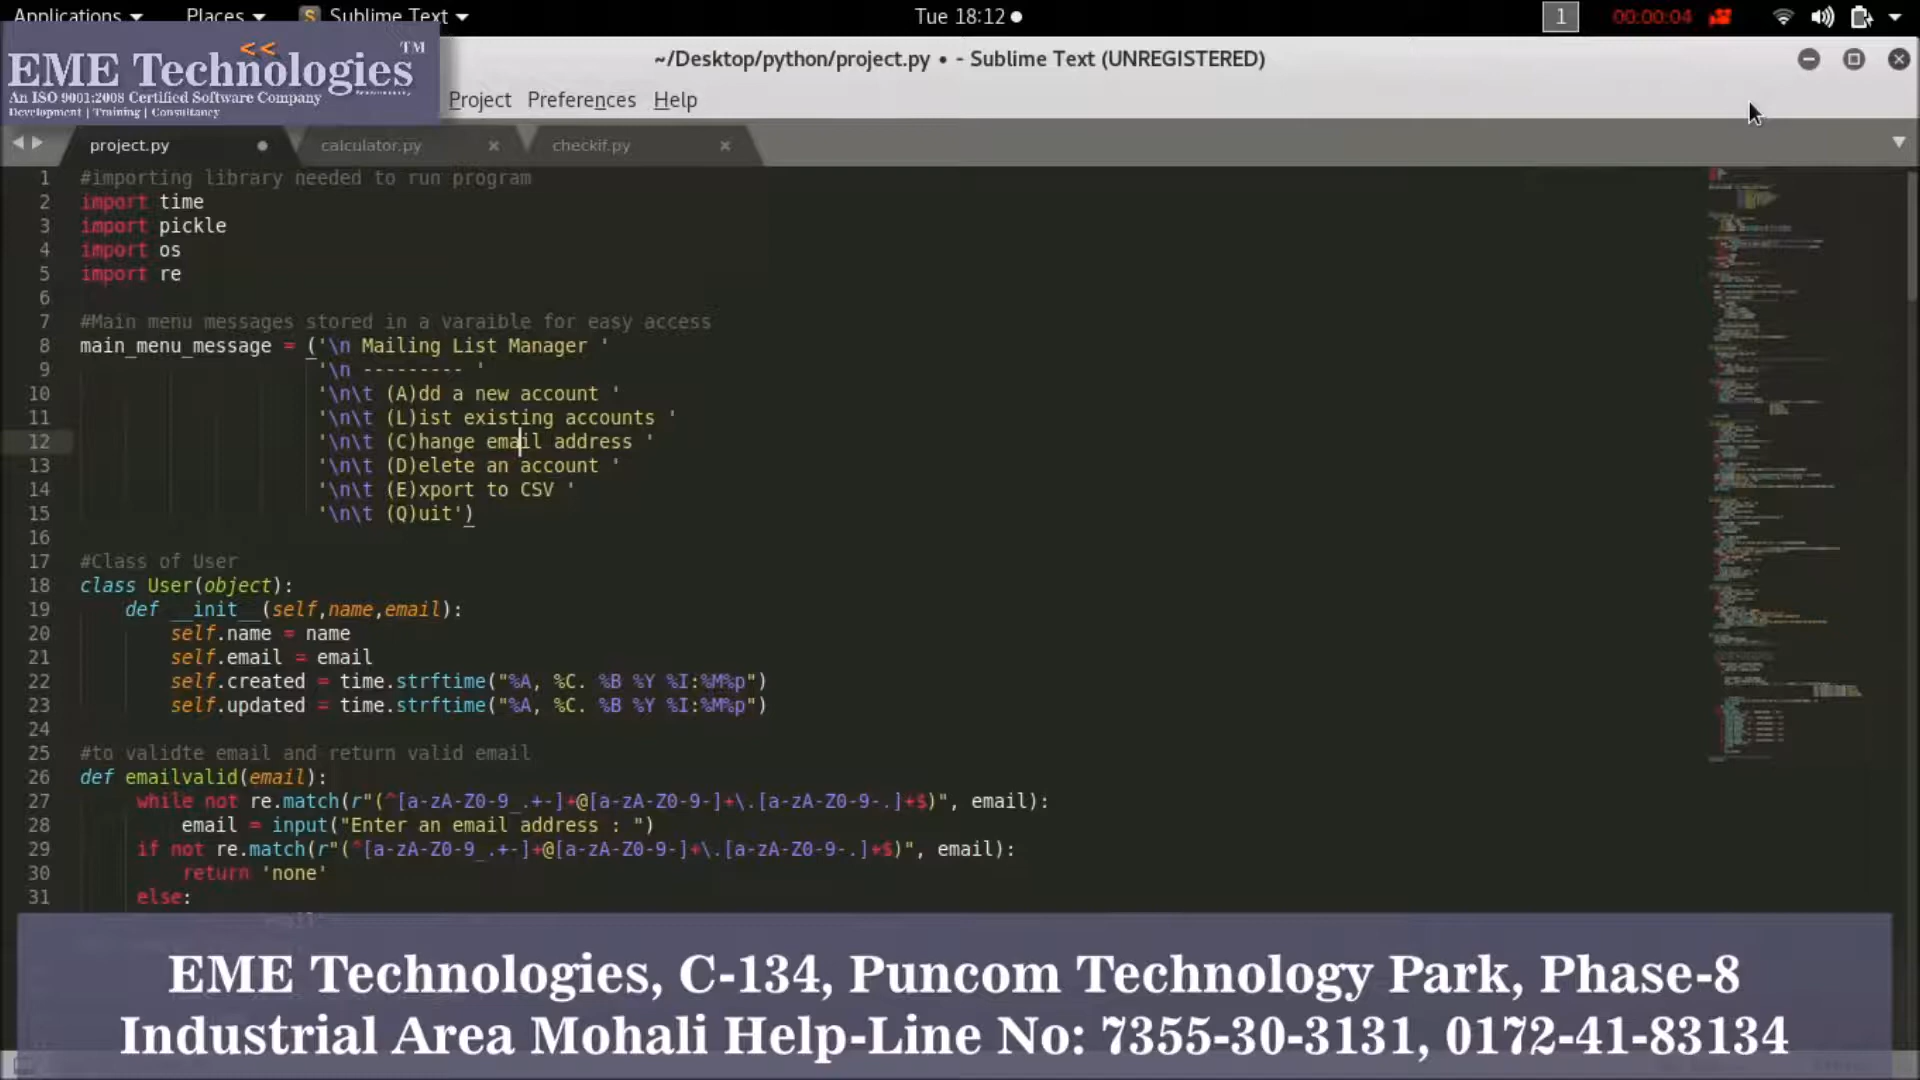 Applications Places Sublime Text Tue 18:12 1 00:00:04
EME Technologies TM
<<
An ISO 9001:2008 Certified Software Company
Development | Training | Consultancy
~/Desktop/python/project.py • - Sublime Text (UNREGISTERED)
Project Preferences Help
project.py calculator.py checkif.py
1 #importing library needed to run program
2 import time
3 import pickle
4 import os
5 import re
6
7 #Main menu messages stored in a varaible for easy access
8 main_menu_message = ('\n Mailing List Manager '
9 '\n --------- '
10 '\n\t (A)dd a new account '
11 '\n\t (L)ist existing accounts '
12 '\n\t (C)hange email address '
13 '\n\t (D)elete an account '
14 '\n\t (E)xport to CSV '
15 '\n\t (Q)uit')
16
17 #Class of User
18 class User(object):
19 def __init__(self,name,email):
20 self.name = name
21 self.email = email
22 self.created = time.strftime("%A, %C. %B %Y %I:%M%p")
23 self.updated = time.strftime("%A, %C. %B %Y %I:%M%p")
24
25 #to validte email and return valid email
26 def emailvalid(email):
27 while not re.match(r"(^[a-zA-Z0-9_.+-]+@[a-zA-Z0-9-]+\.[a-zA-Z0-9-.]+$)", email):
28 email = input("Enter an email address : ")
29 if not re.match(r"(^[a-zA-Z0-9_.+-]+@[a-zA-Z0-9-]+\.[a-zA-Z0-9-.]+$)", email):
30 return 'none'
31 else:
EME Technologies, C-134, Puncom Technology Park, Phase-8
Industrial Area Mohali Help-Line No: 7355-30-3131, 0172-41-83134